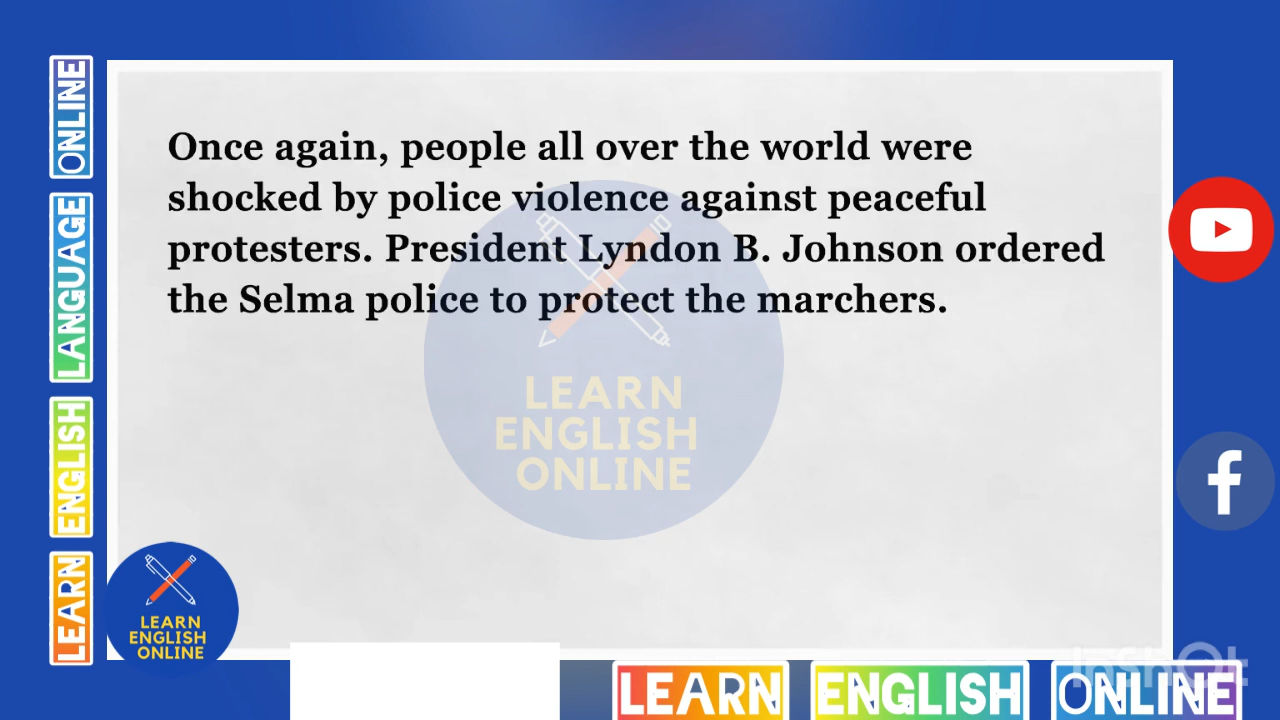 Once again, people all over the world were
shocked by police violence against peaceful
protesters. President Lyndon B. Johnson ordered
the Selma police to protect the marchers.
LEARN
ENGLISH
ONLINE
LEARN ENGLISH LANGUAGE ONLINE
LEARN
ENGLISH
ONLINE
LEARN ENGLISH ONLINE
InShOt